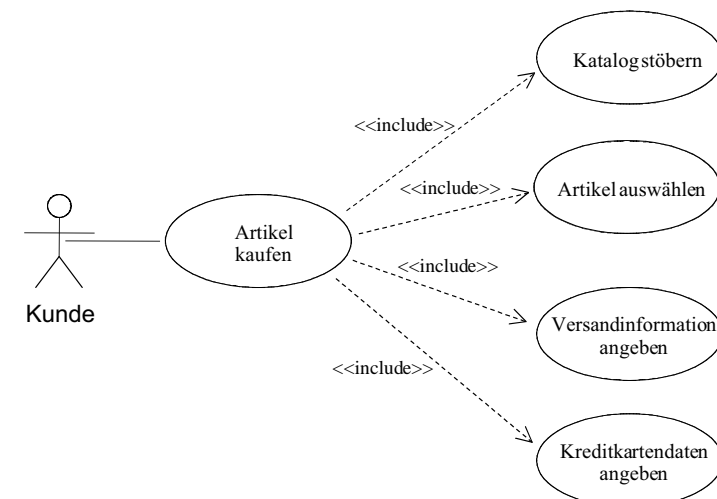 Katalog stöbern
<<include>>
<<include>>
Artikel auswählen
Artikel
kaufen
<<include>>
Kunde
Versandinformation
angeben
<<include>>
Kreditkartendaten
angeben